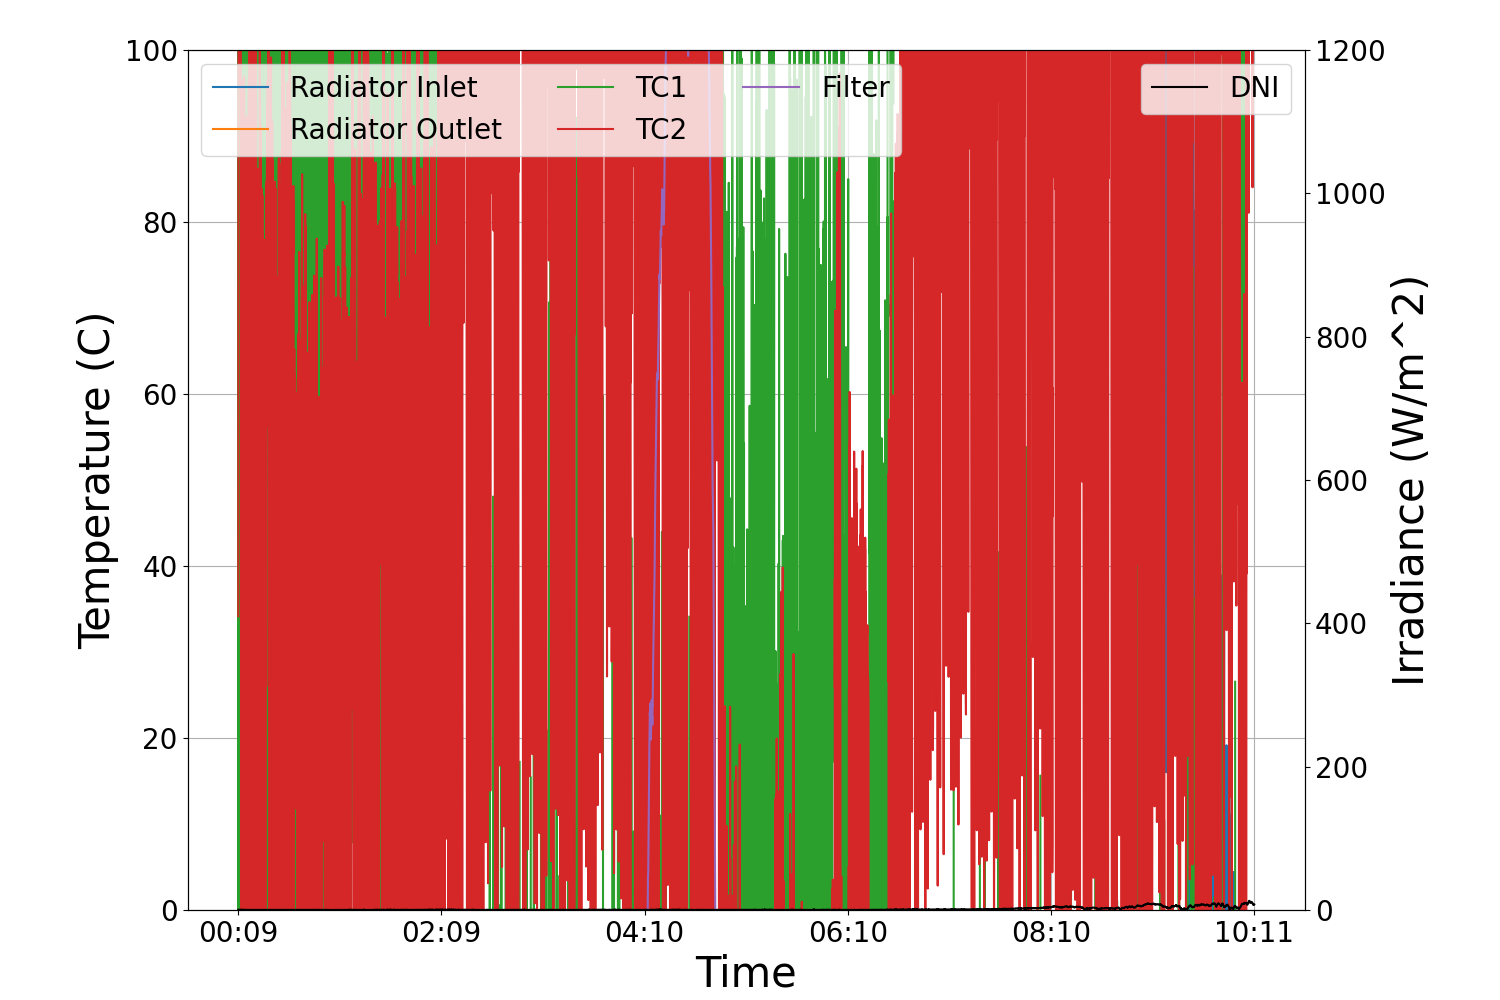 100
80
60
40
20
0
Temperature (C)
Radiator Inlet
Radiator Outlet
TC1
TC2
Filter
DNI
1200
1000
800
600
400
200
0
Irradiance (W/m^2)
00:09
02:09
04:10
06:10
08:10
10:11
Time